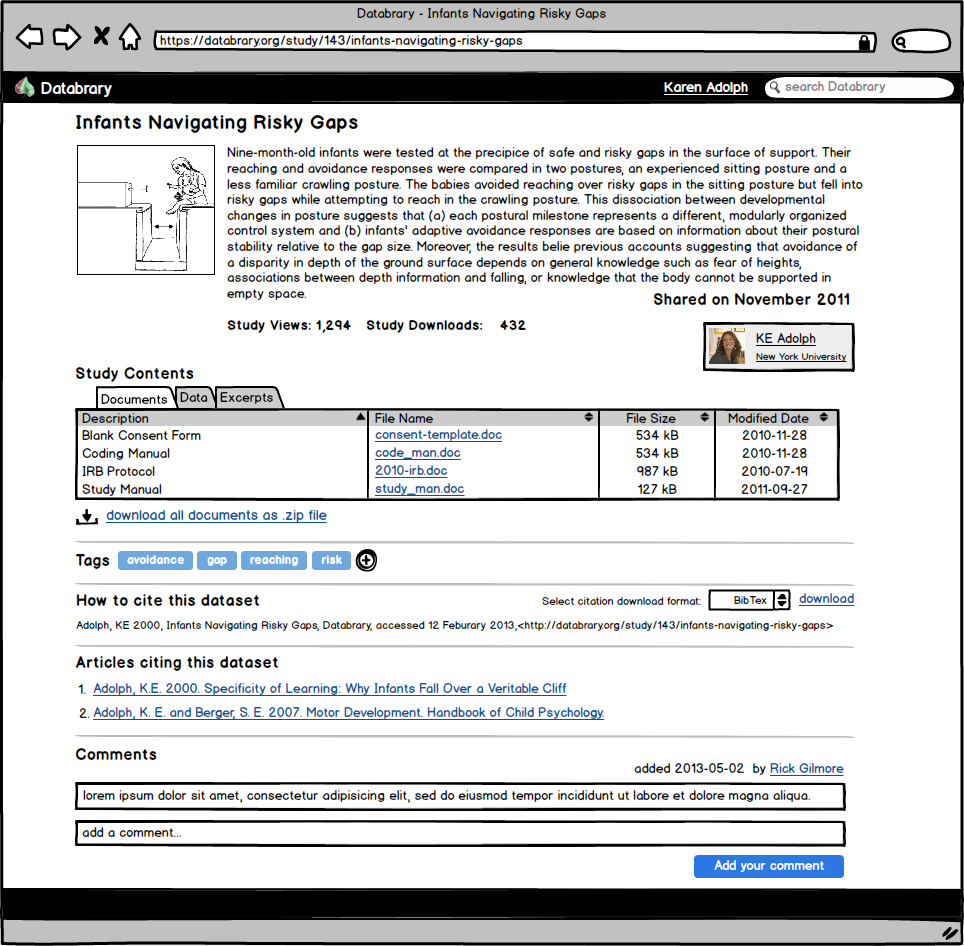 Databrary - Infants Navigating Risky Gaps
https://databrary.org/study/143/infants-navigating-risky-gaps
Databrary
Karen Adolph
search Databrary
Infants Navigating Risky Gaps
Nine-month-old infants were tested at the precipice of safe and risky gaps in the surface of support. Their
reaching and avoidance responses were compared in two postures, an experienced sitting posture and a
less familiar crawling posture. The babies avoided reaching over risky gaps in the sitting posture but fell into
risky gaps while attempting to reach in the crawling posture. This dissociation between developmental
changes in posture suggests that (a) each postural milestone represents a different, modularly organized
control system and (b) infants' adaptive avoidance responses are based on information about their postural
stability relative to the gap size. Moreover, the results belie previous accounts suggesting that avoidance of
a disparity in depth of the ground surface depends on general knowledge such as fear of heights,
associations between depth information and falling, or knowledge that the body cannot be supported in
empty space.
Shared on November 2011
Study Views: 1,294 Study Downloads: 432
KE Adolph
New York University
Study Contents
Documents Data Excerpts
Description File Name File Size Modified Date
Blank Consent Form consent-template.doc 534 kB 2010-11-28
Coding Manual code_man.doc 534 kB 2010-11-28
IRB Protocol 2010-irb.doc 987 kB 2010-07-19
Study Manual study_man.doc 127 kB 2011-09-27
download all documents as .zip file
Tags avoidance gap reaching risk
How to cite this dataset
Select citation download format: BibTex download
Adolph, KE 2000, Infants Navigating Risky Gaps, Databrary, accessed 12 Feburary 2013,<http://databrary.org/study/143/infants-navigating-risky-gaps>
Articles citing this dataset
1. Adolph, K.E. 2000. Specificity of Learning: Why Infants Fall Over a Veritable Cliff
2. Adolph, K. E. and Berger, S. E. 2007. Motor Development. Handbook of Child Psychology.
Comments
added 2013-05-02 by Rick Gilmore
lorem ipsum dolor sit amet, consectetur adipisicing elit, sed do eiusmod tempor incididunt ut labore et dolore magna aliqua.
add a comment...
Add your comment